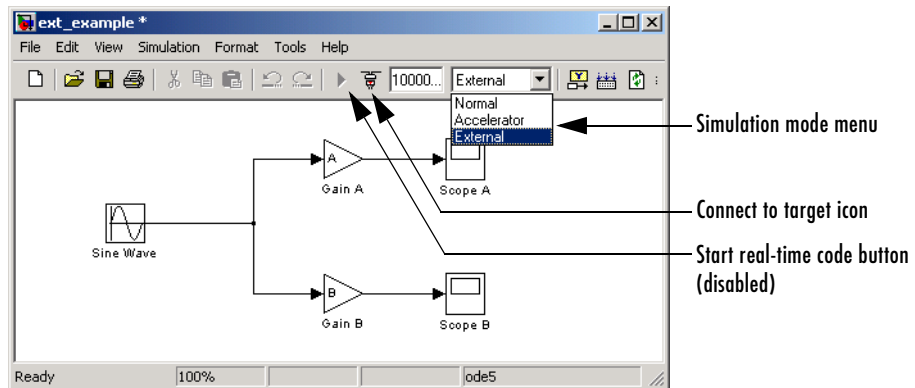 ext_example *
File Edit View Simulation Format Tools Help
10000... External
Normal
Accelerator
External
Simulation mode menu
A
Gain A
Scope A
Connect to target icon
Sine Wave
Start real-time code button
(disabled)
B
Gain B
Scope B
Ready 100% ode5